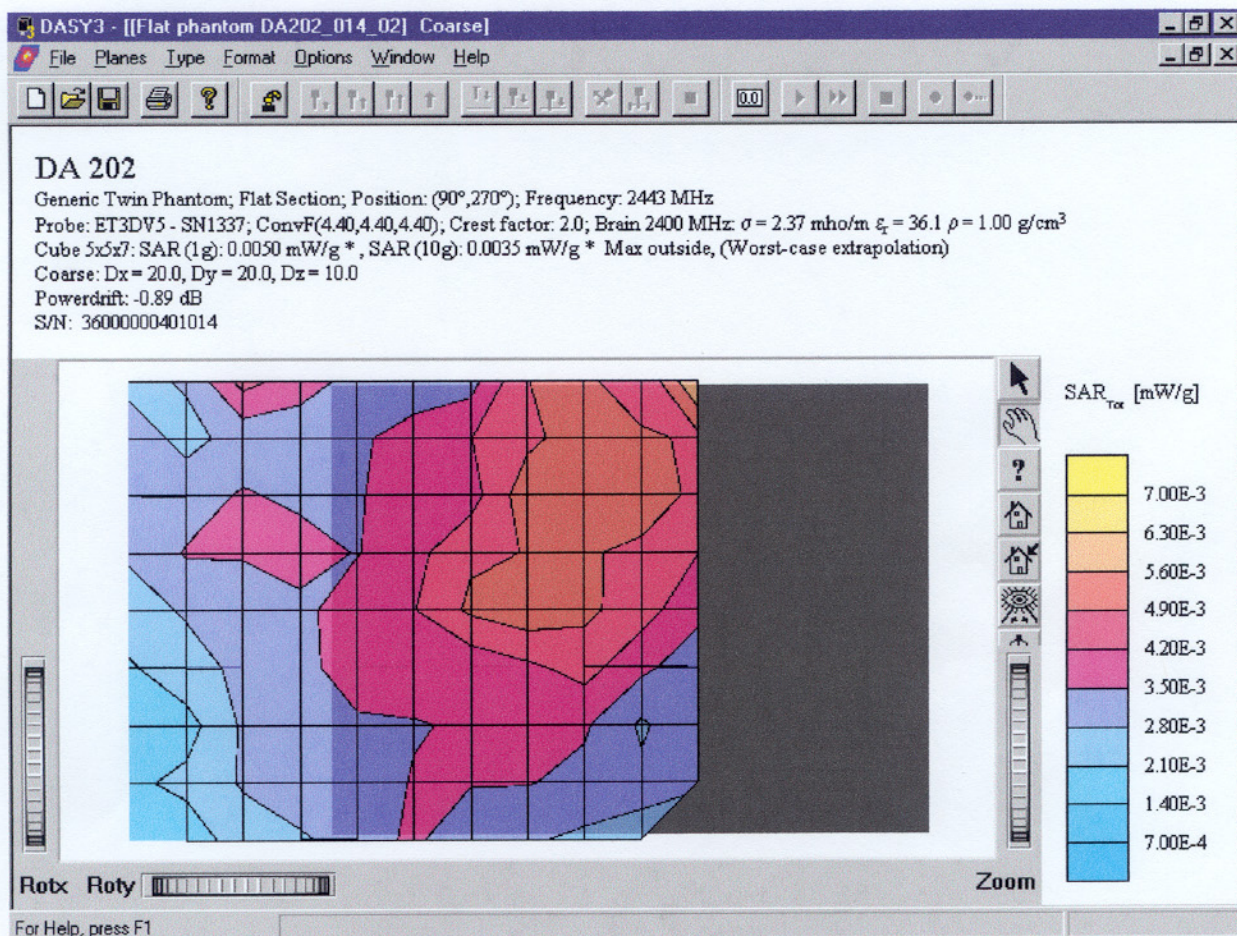 DASY3 - [[Flat phantom DA202_014_02] Coarse]
File Planes Type Format Options Window Help
0.0
DA 202
Generic Twin Phantom; Flat Section; Position: (90°,270°); Frequency: 2443 MHz
Probe: ET3DV5 - SN1337; ConvF(4.40,4.40,4.40); Crest factor: 2.0; Brain 2400 MHz: σ = 2.37 mho/m εr = 36.1 ρ = 1.00 g/cm³
Cube 5x5x7: SAR (1g): 0.0050 mW/g * , SAR (10g): 0.0035 mW/g * Max outside, (Worst-case extrapolation)
Coarse: Dx = 20.0, Dy = 20.0, Dz = 10.0
Powerdrift: -0.89 dB
S/N: 36000000401014
SAR Tot [mW/g]
?
7.00E-3
6.30E-3
5.60E-3
4.90E-3
4.20E-3
3.50E-3
2.80E-3
2.10E-3
1.40E-3
7.00E-4
Rotx Roty
Zoom
For Help, press F1